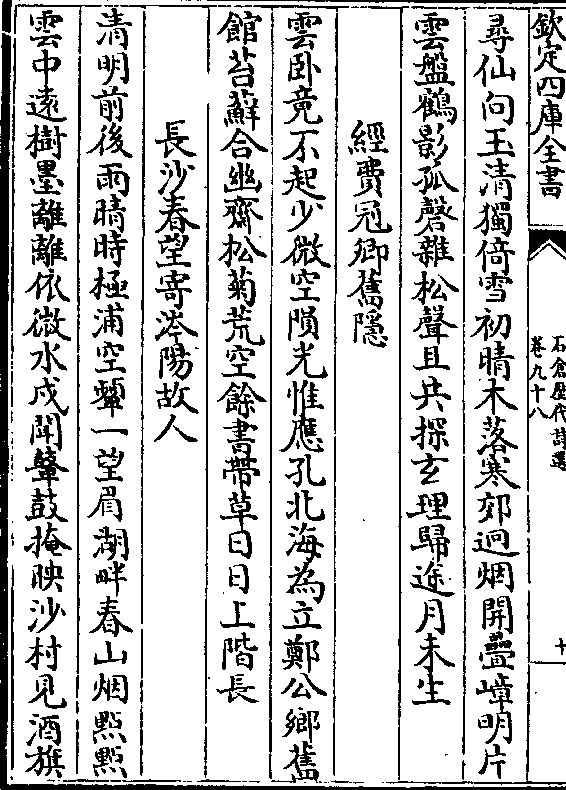 欽定四庫全書
石倉歷代詩選
卷九十八
十
尋仙向玉清獨倚雪初晴木落寒郊迥烟開疊嶂明片
雲盤鶴影孤磬雜松聲且共探玄理歸途月未生
經費冠卿舊隱
雲卧竟不起少微空隕光惟應孔北海為立鄭公鄉舊
館苔蘚合幽齋松菊荒空餘書帶草日日上階長
長沙春望寄涔陽故人
清明前後雨晴時極浦空顰一望眉湖畔春山烟㸃㸃
雲中遠樹墨離離依微水戍聞鼙鼓掩映沙村見酒旗